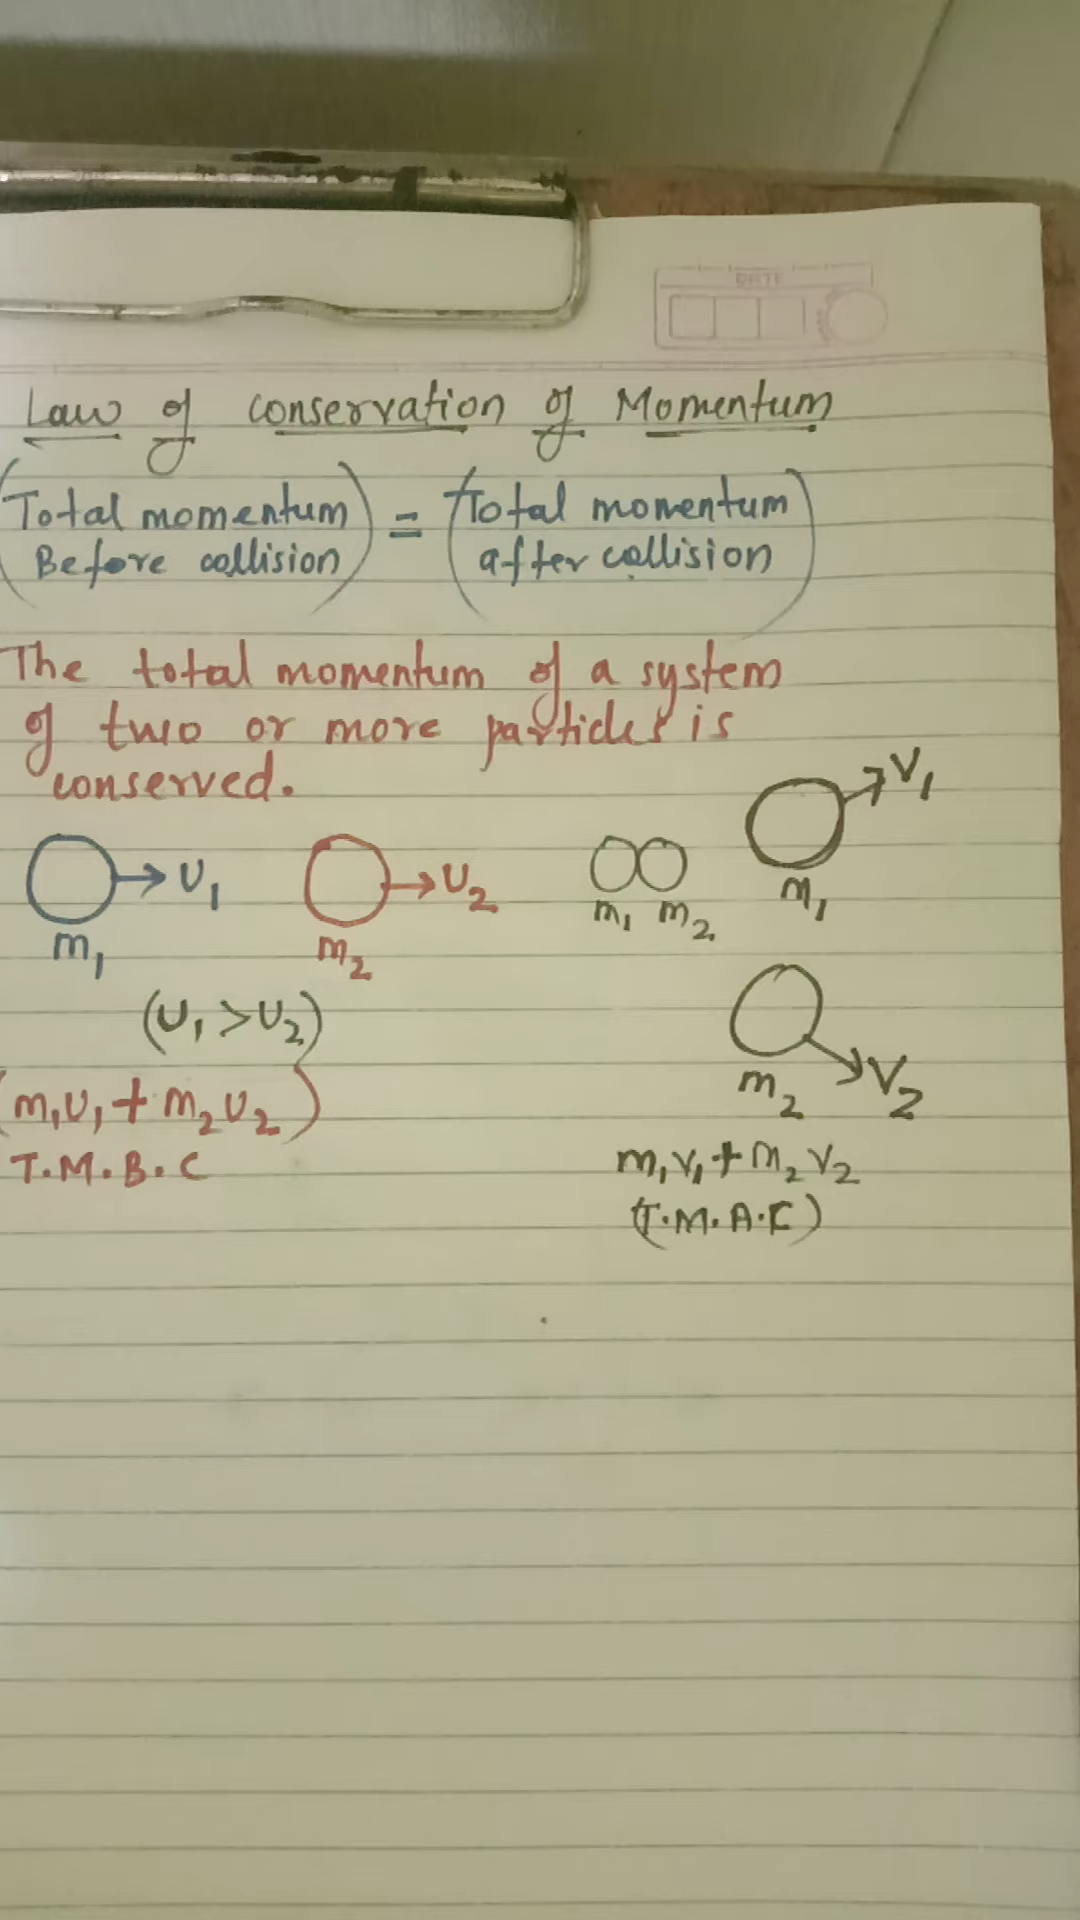 DATE
Law of conservation of Momentum
(Total momentum Before collision) = (Total momentum after collision)
The total momentum of a system
of two or more particles is
conserved.
V₁
U₁
U₂
m₁
m₂
m₁
m₁
m₂
(U₁ > U₂)
V₂
m₂
(m₁U₁ + m₂U₂)
T.M.B.C
m₁V₁ + m₂V₂
(T.M.A.C)